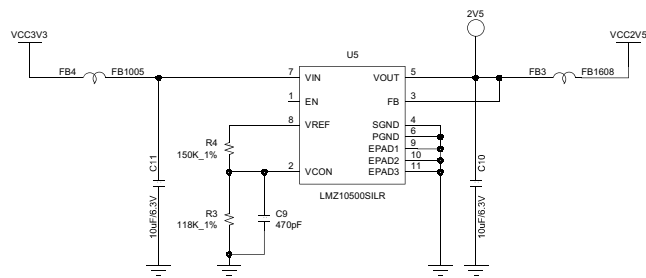 2V5
VCC3V3
VCC2V5
U5
FB4
FB1005
7
VIN
VOUT
5
FB3
FB1608
1
EN
FB
3
8
VREF
SGND
4
PGND
6
R4
150K_1%
EPAD1
9
EPAD2
10
2
VCON
EPAD3
11
C11
10uF/6.3V
C10
10uF/6.3V
LMZ10500SILR
R3
118K_1%
C9
470pF